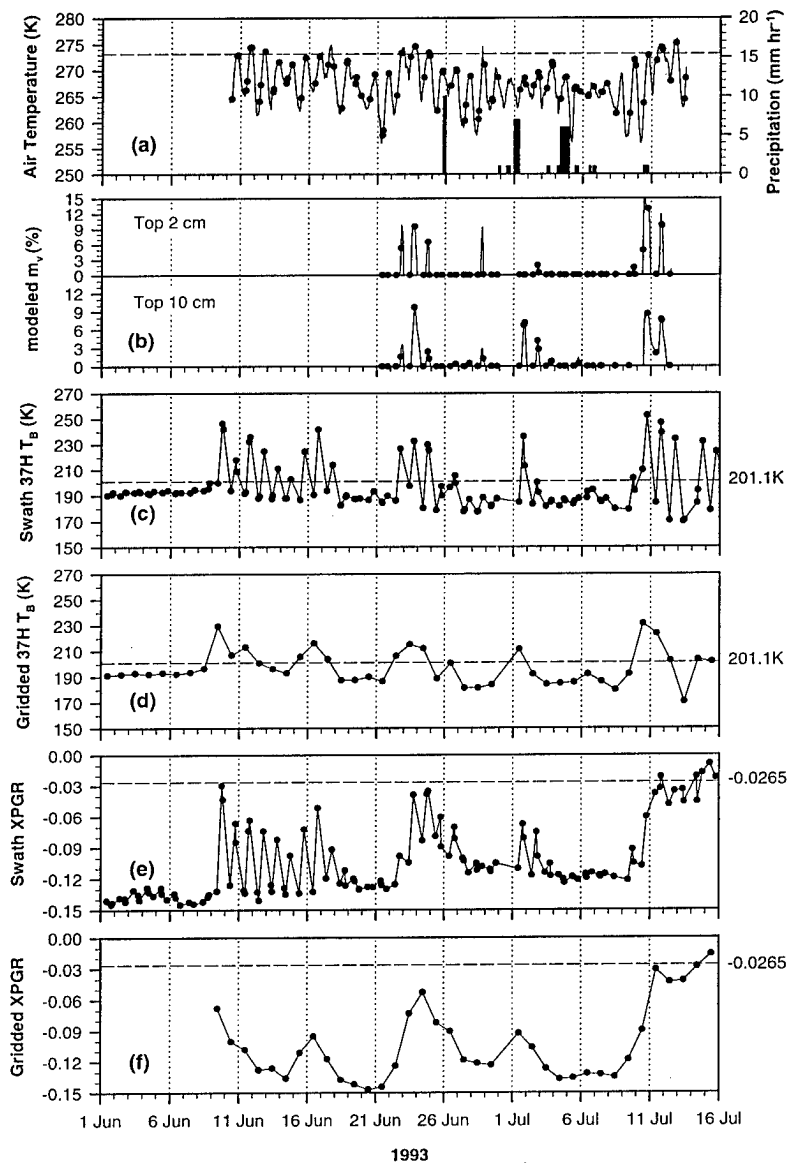 Air Temperature (K)
280
275
270
265
260
255
250
(a)
20
15
10
5
0
Precipitation (mm hr⁻¹)
modeled mᵥ (%)
15
12
9
6
3
0
Top 2 cm
12
9
6
3
0
Top 10 cm
(b)
Swath 37H T_B (K)
270
250
230
210
190
170
150
(c)
201.1K
Gridded 37H T_B (K)
270
250
230
210
190
170
150
(d)
201.1K
Swath XPGR
0.00
-0.03
-0.06
-0.09
-0.12
-0.15
(e)
-0.0265
Gridded XPGR
0.00
-0.03
-0.06
-0.09
-0.12
-0.15
(f)
-0.0265
1 Jun 6 Jun 11 Jun 16 Jun 21 Jun 26 Jun 1 Jul 6 Jul 11 Jul 16 Jul
1993